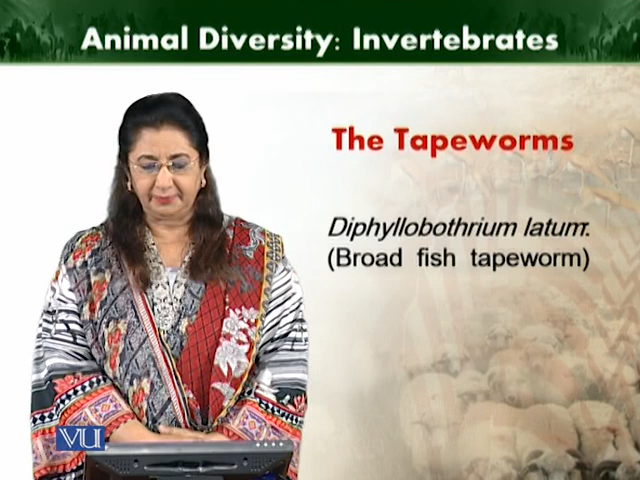 Animal Diversity: Invertebrates
The Tapeworms
Diphyllobothrium latum:
(Broad fish tapeworm)
VU